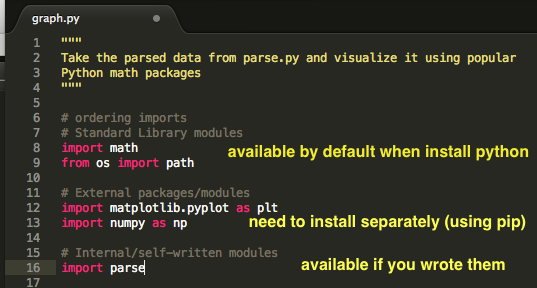 graph.py
1 """
2 Take the parsed data from parse.py and visualize it using popular
3 Python math packages
4 """
5
6 # ordering imports
7 # Standard Library modules
8 import math available by default when install python
9 from os import path
10
11 # External packages/modules
12 import matplotlib.pyplot as plt
13 import numpy as np need to install separately (using pip)
14
15 # Internal/self-written modules
16 import parse available if you wrote them
17